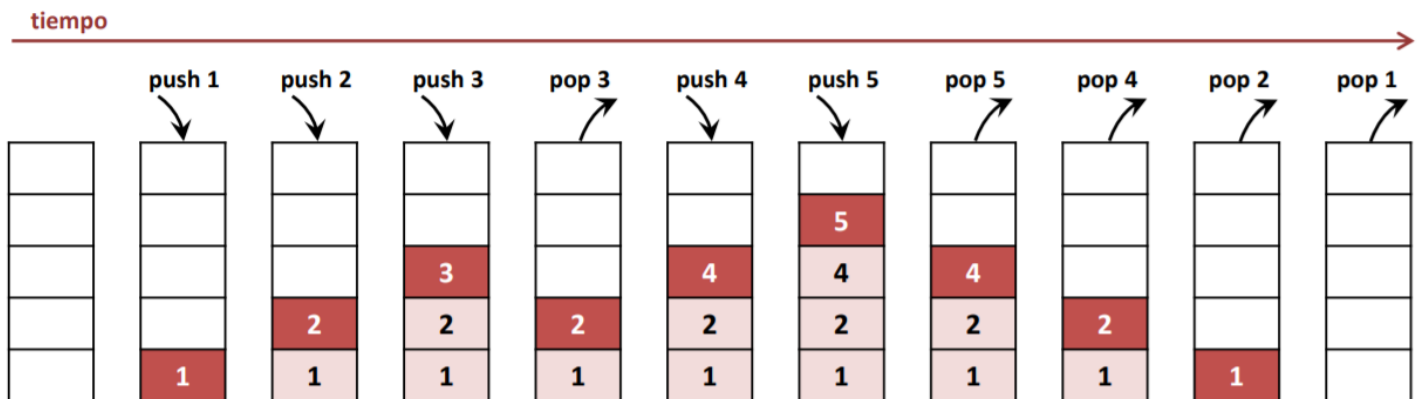 tiempo
push 1 push 2 push 3 pop 3 push 4 push 5 pop 5 pop 4 pop 2 pop 1
5
3 4 4 4
2 2 2 2 2 2 2
1 1 1 1 1 1 1 1 1